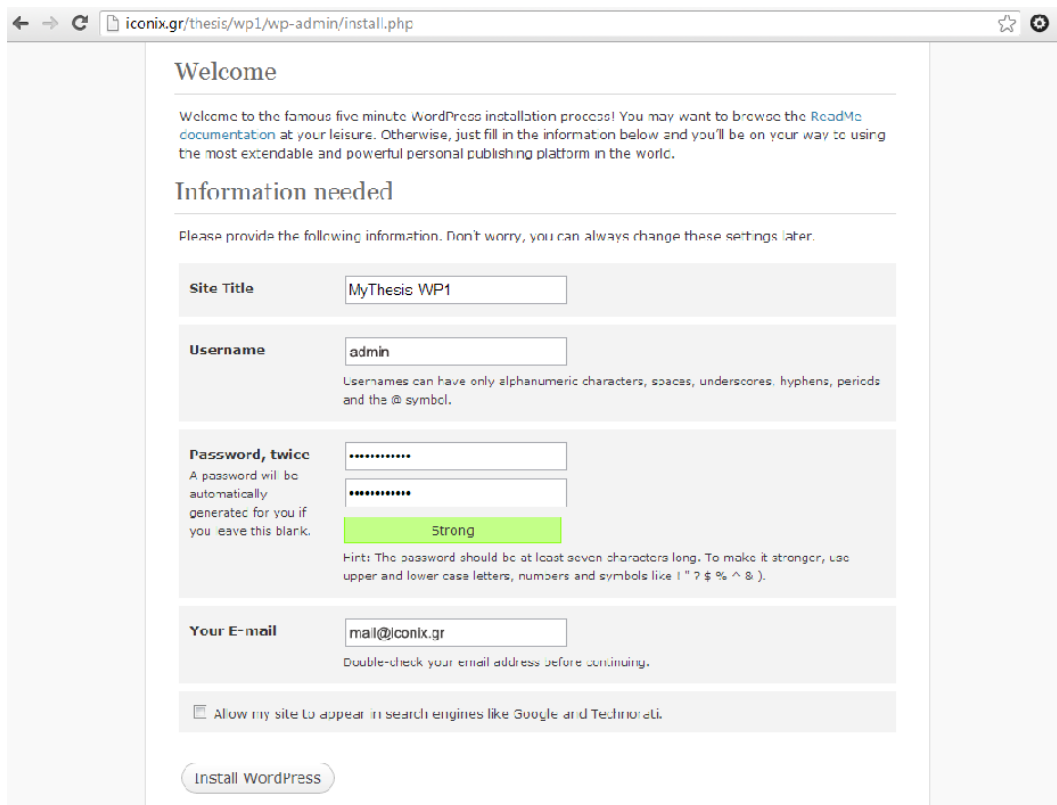 iconix.gr/thesis/wp1/wp-admin/install.php
Welcome
Welcome to the famous five minute WordPress installation process! You may want to browse the ReadMe
documentation at your leisure. Otherwise, just fill in the information below and you'll be on your way to using
the most extendable and powerful personal publishing platform in the world.
Information needed
Please provide the following information. Don't worry, you can always change these settings later.
Site Title
MyThesis WP1
Username
admin
Usernames can have only alphanumeric characters, spaces, underscores, hyphens, periods
and the @ symbol.
Password, twice
A password will be
automatically
generated for you if
you leave this blank.
••••••••••••
••••••••••••
Strong
Hint: The password should be at least seven characters long. To make it stronger, use
upper and lower case letters, numbers and symbols like ! " ? $ % ^ & ).
Your E-mail
mail@iconix.gr
Double-check your email address before continuing.
Allow my site to appear in search engines like Google and Technorati.
Install WordPress